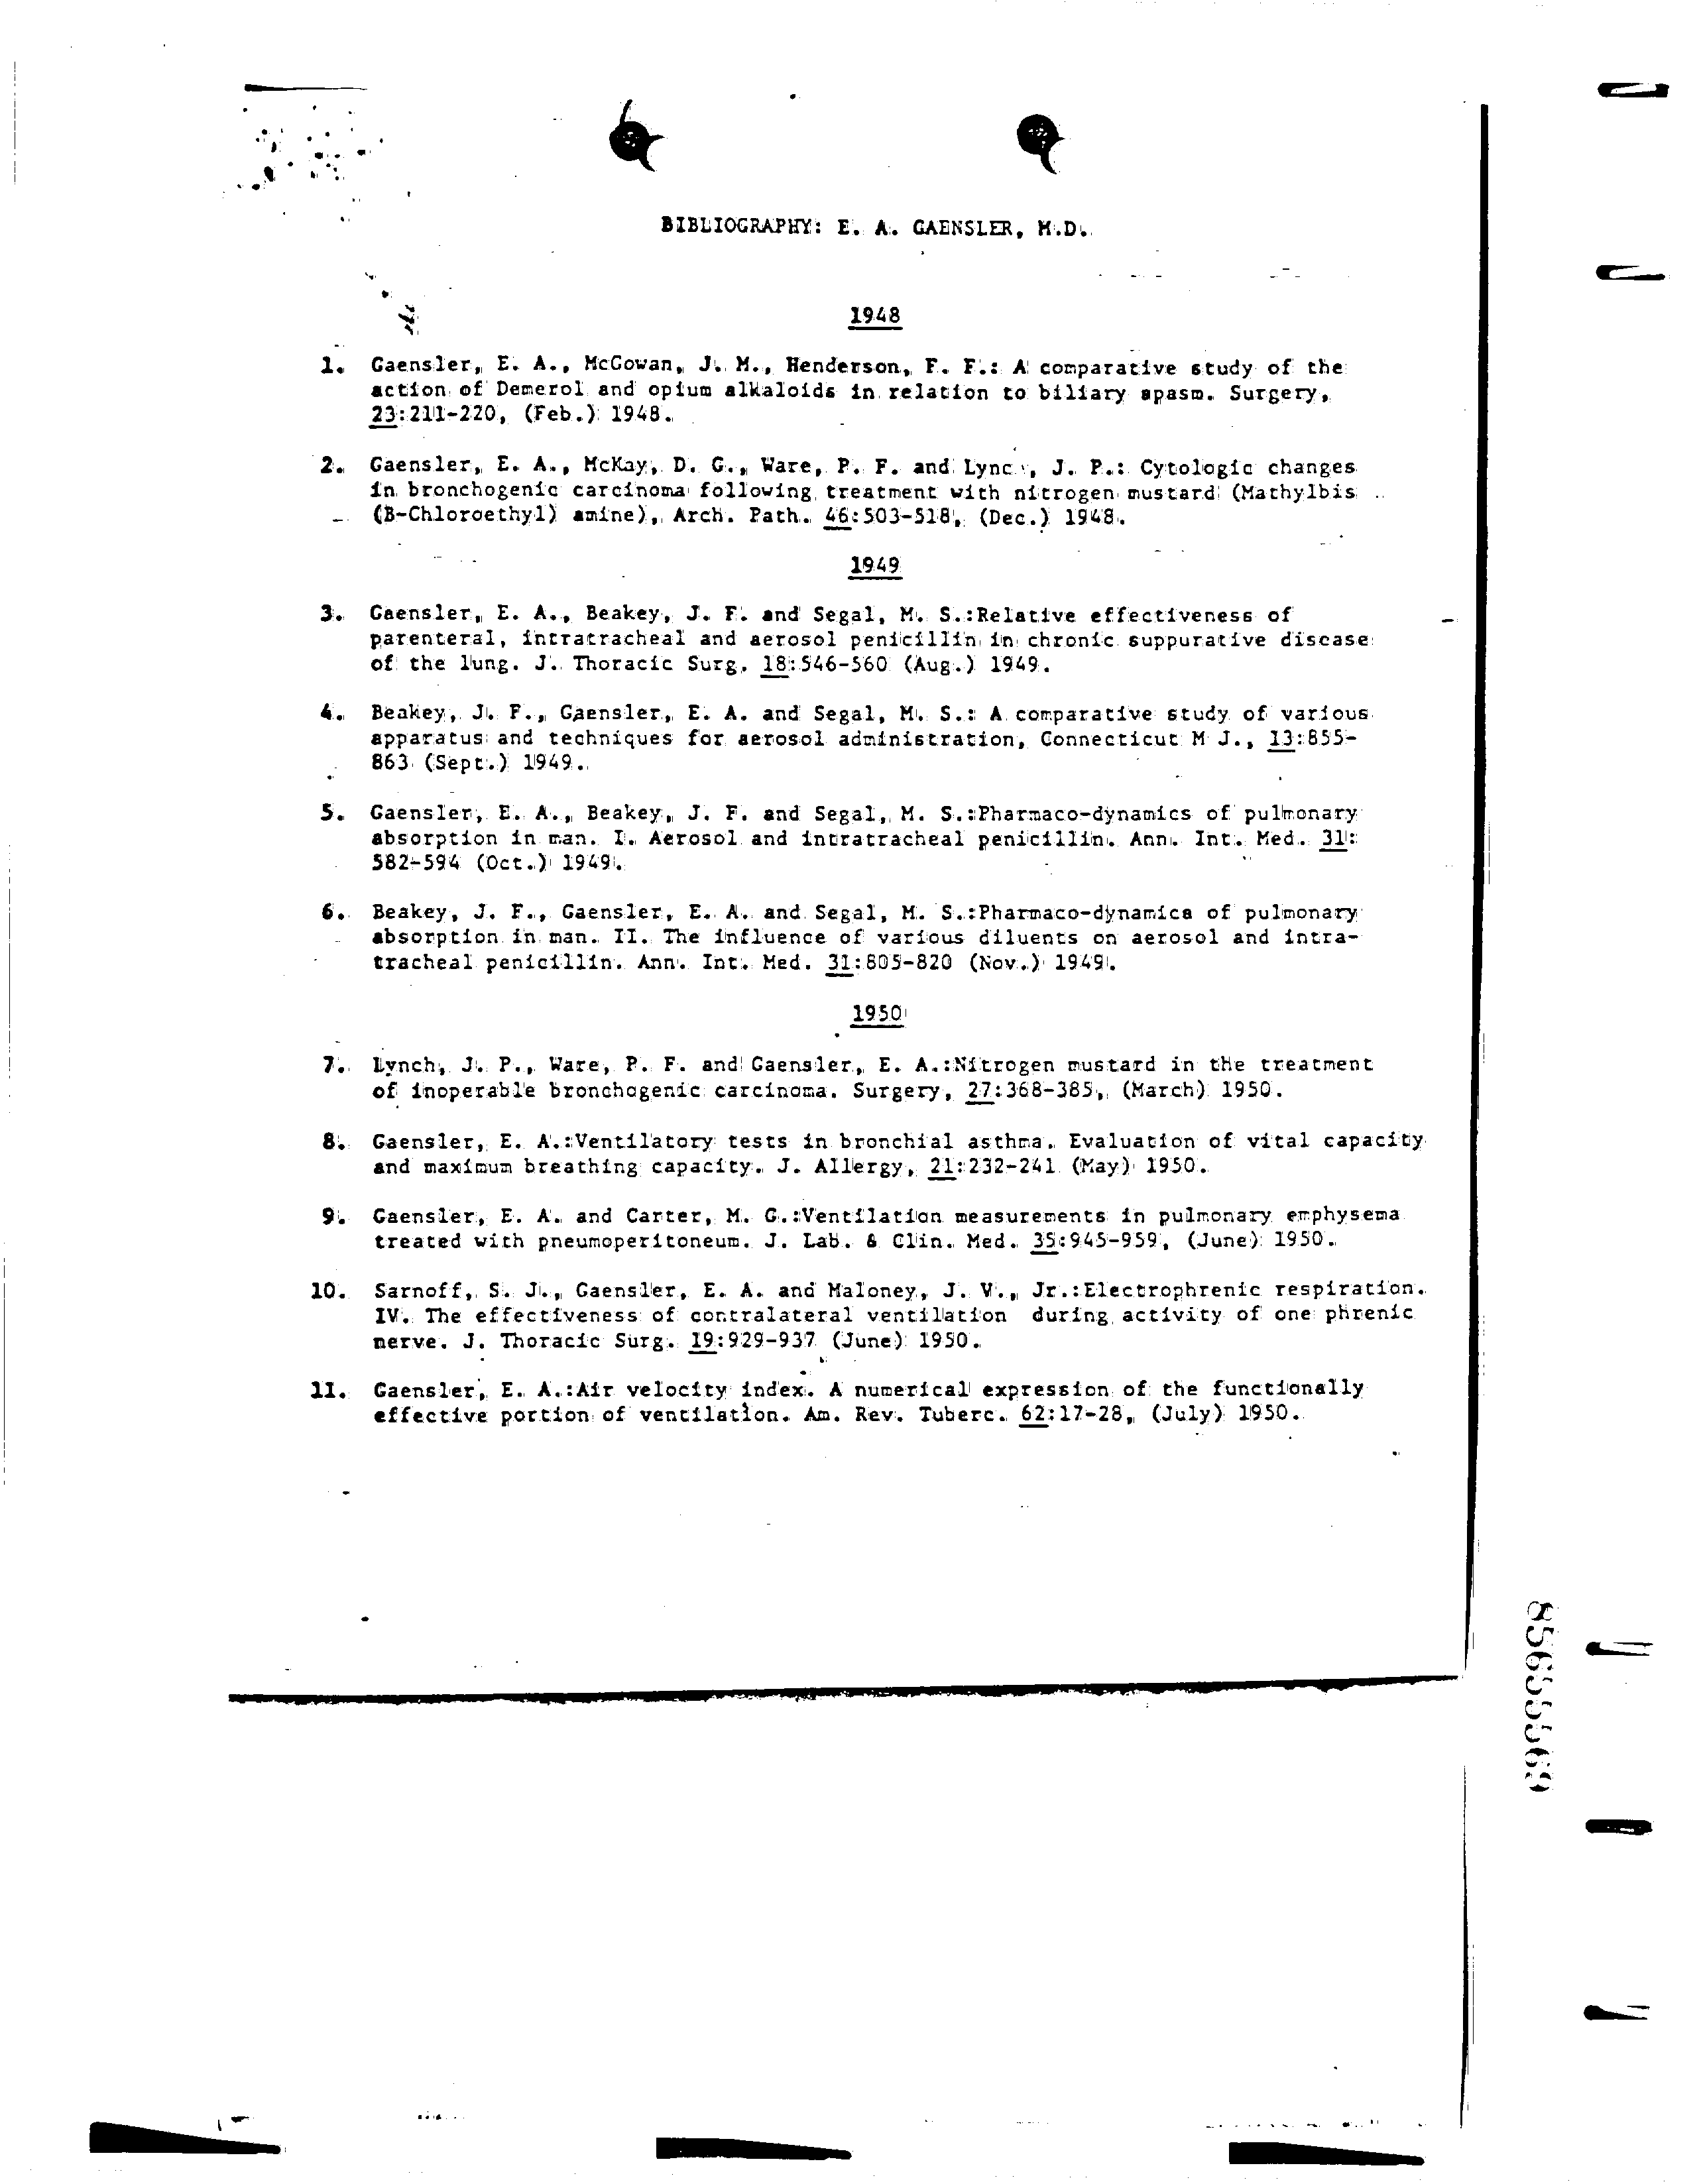 BIBLIOGRAPHY: E. A. GAENSLER, M.D.
1948
1. Gaensler, E. A., McGowan, J. M., Henderson, F. F.: A comparative study of the
action of Demerol and opium alkaloids in relation to biliary spasm. Surgery,
23:211-220, (Feb.) 1948.
2. Gaensler, E. A., McKay, D. G., Ware, P. F. and Lync , J. P.: Cytologic changes
in bronchogenic carcinoma following treatment with nitrogen mustard (Mathylbis
(B-Chloroethyl) amine), Arch. Path. 46:503-518, (Dec.) 1948.
1949
3. Gaensler, E. A., Beakey, J. F. and Segal, M. S.:Relative effectiveness of
parenteral, intratracheal and aerosol penicillin in chronic suppurative disease
of the lung. J. Thoracic Surg. 18:546-560 (Aug.) 1949.
4. Beakey, J. F., Gaensler, E. A. and Segal, M. S.: A comparative study of various
apparatus and techniques for aerosol administration, Connecticut M J., 13:855-
863 (Sept.) 1949.
5. Gaensler, E. A., Beakey, J. F. and Segal, M. S.:Pharmaco-dynamics of pulmonary
absorption in man. I. Aerosol and intratracheal penicillin. Ann. Int. Med. 31:
582-594 (Oct.) 1949.
6. Beakey, J. F., Gaensler, E. A. and Segal, M. S.:Pharmaco-dynamics of pulmonary
absorption in man. II. The influence of various diluents on aerosol and intra-
tracheal penicillin. Ann. Int. Med. 31:805-820 (Nov.) 1949.
1950
7. Lynch, J. P., Ware, P. F. and Gaensler, E. A.:Nitrogen mustard in the treatment
of inoperable bronchogenic carcinoma. Surgery, 27:368-385, (March) 1950.
8. Gaensler, E. A.:Ventilatory tests in bronchial asthma. Evaluation of vital capacity
and maximum breathing capacity. J. Allergy, 21:232-241 (May) 1950.
9. Gaensler, E. A. and Carter, M. G.:Ventilation measurements in pulmonary emphysema
treated with pneumoperitoneum. J. Lab. & Clin. Med. 35:945-959, (June) 1950.
10. Sarnoff, S. J., Gaensler, E. A. and Maloney, J. V., Jr.:Electrophrenic respiration.
IV. The effectiveness of contralateral ventilation during activity of one phrenic
nerve. J. Thoracic Surg. 19:929-937 (June) 1950.
11. Gaensler, E. A.:Air velocity index. A numerical expression of the functionally
effective portion of ventilation. Am. Rev. Tuberc. 62:17-28, (July) 1950.
85655569